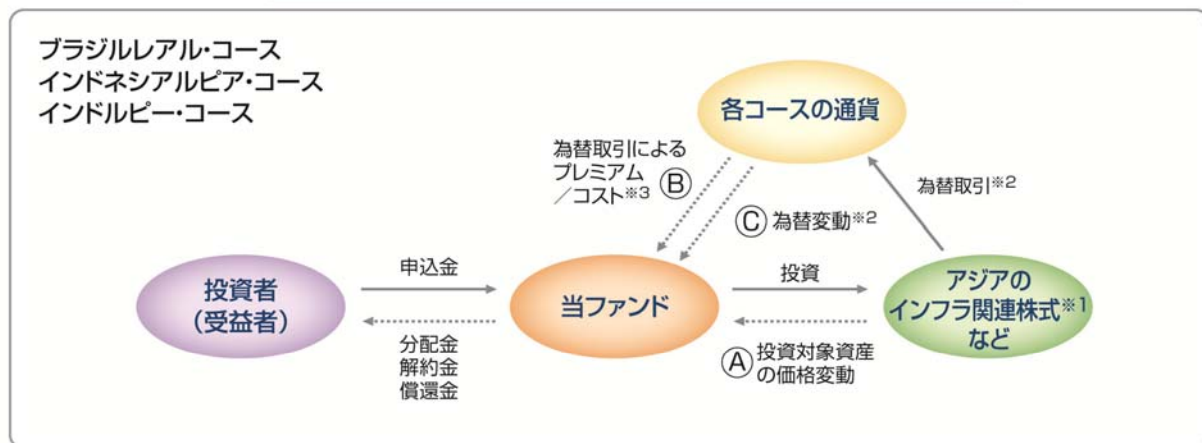 ブラジルレアル・コース
インドネシアルピア・コース
インドルピー・コース
各コースの通貨
為替取引による
プレミアム
／コスト※3 Ⓑ
Ⓒ 為替変動※2
為替取引※2
投資者
（受益者）
申込金
分配金
解約金
償還金
当ファンド
投資
Ⓐ 投資対象資産
の価格変動
アジアの
インフラ関連株式※1
など